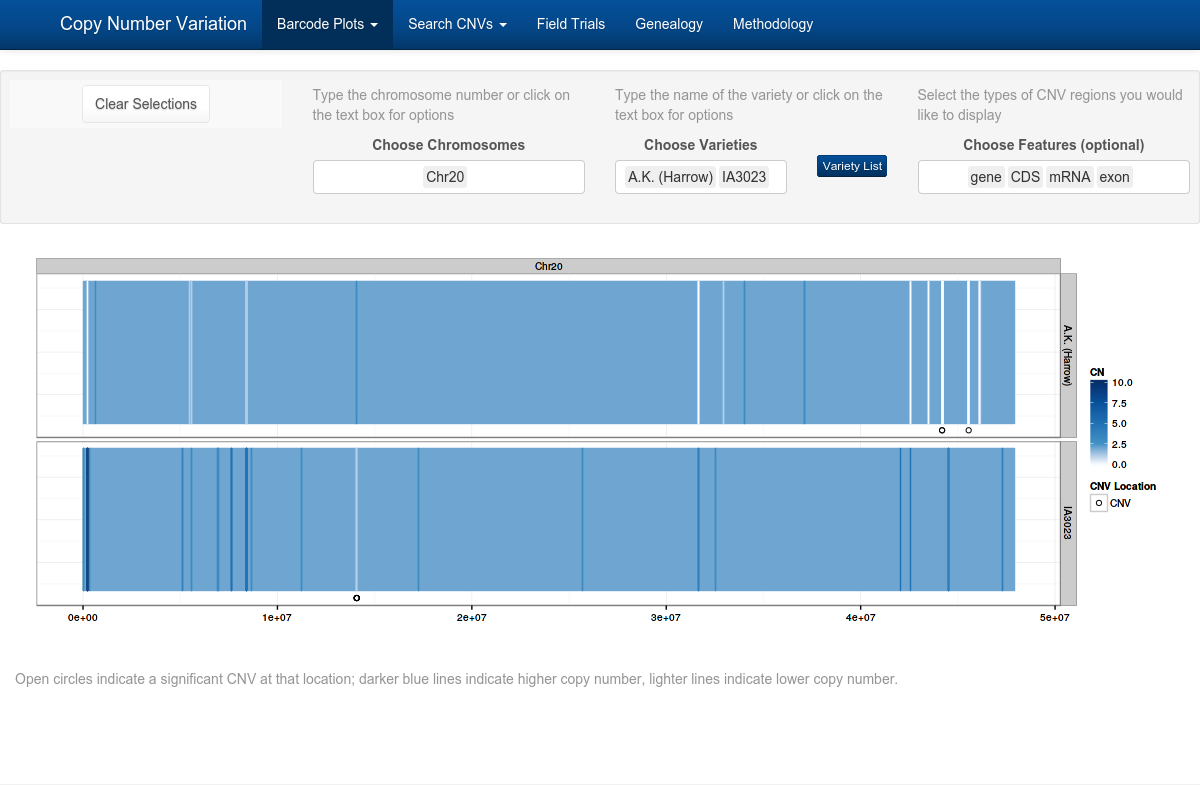 Copy Number Variation
Barcode Plots
Search CNVs
Field Trials
Genealogy
Methodology
Clear Selections
Type the chromosome number or click on
the text box for options
Choose Chromosomes
Chr20
Type the name of the variety or click on the
text box for options
Choose Varieties
A.K. (Harrow) IA3023
Variety List
Select the types of CNV regions you would
like to display
Choose Features (optional)
gene CDS mRNA exon
Chr20
A.K. (Harrow)
IA3023
CN
10.0
7.5
5.0
2.5
0.0
CNV Location
CNV
0e+00
1e+07
2e+07
3e+07
4e+07
5e+07
Open circles indicate a significant CNV at that location; darker blue lines indicate higher copy number, lighter lines indicate lower copy number.